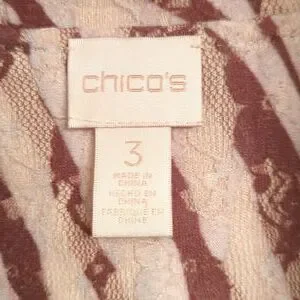 chico's
3
MADE IN
CHINA
HECHO EN
CHINA
FABRIQUÉ EN
CHINE